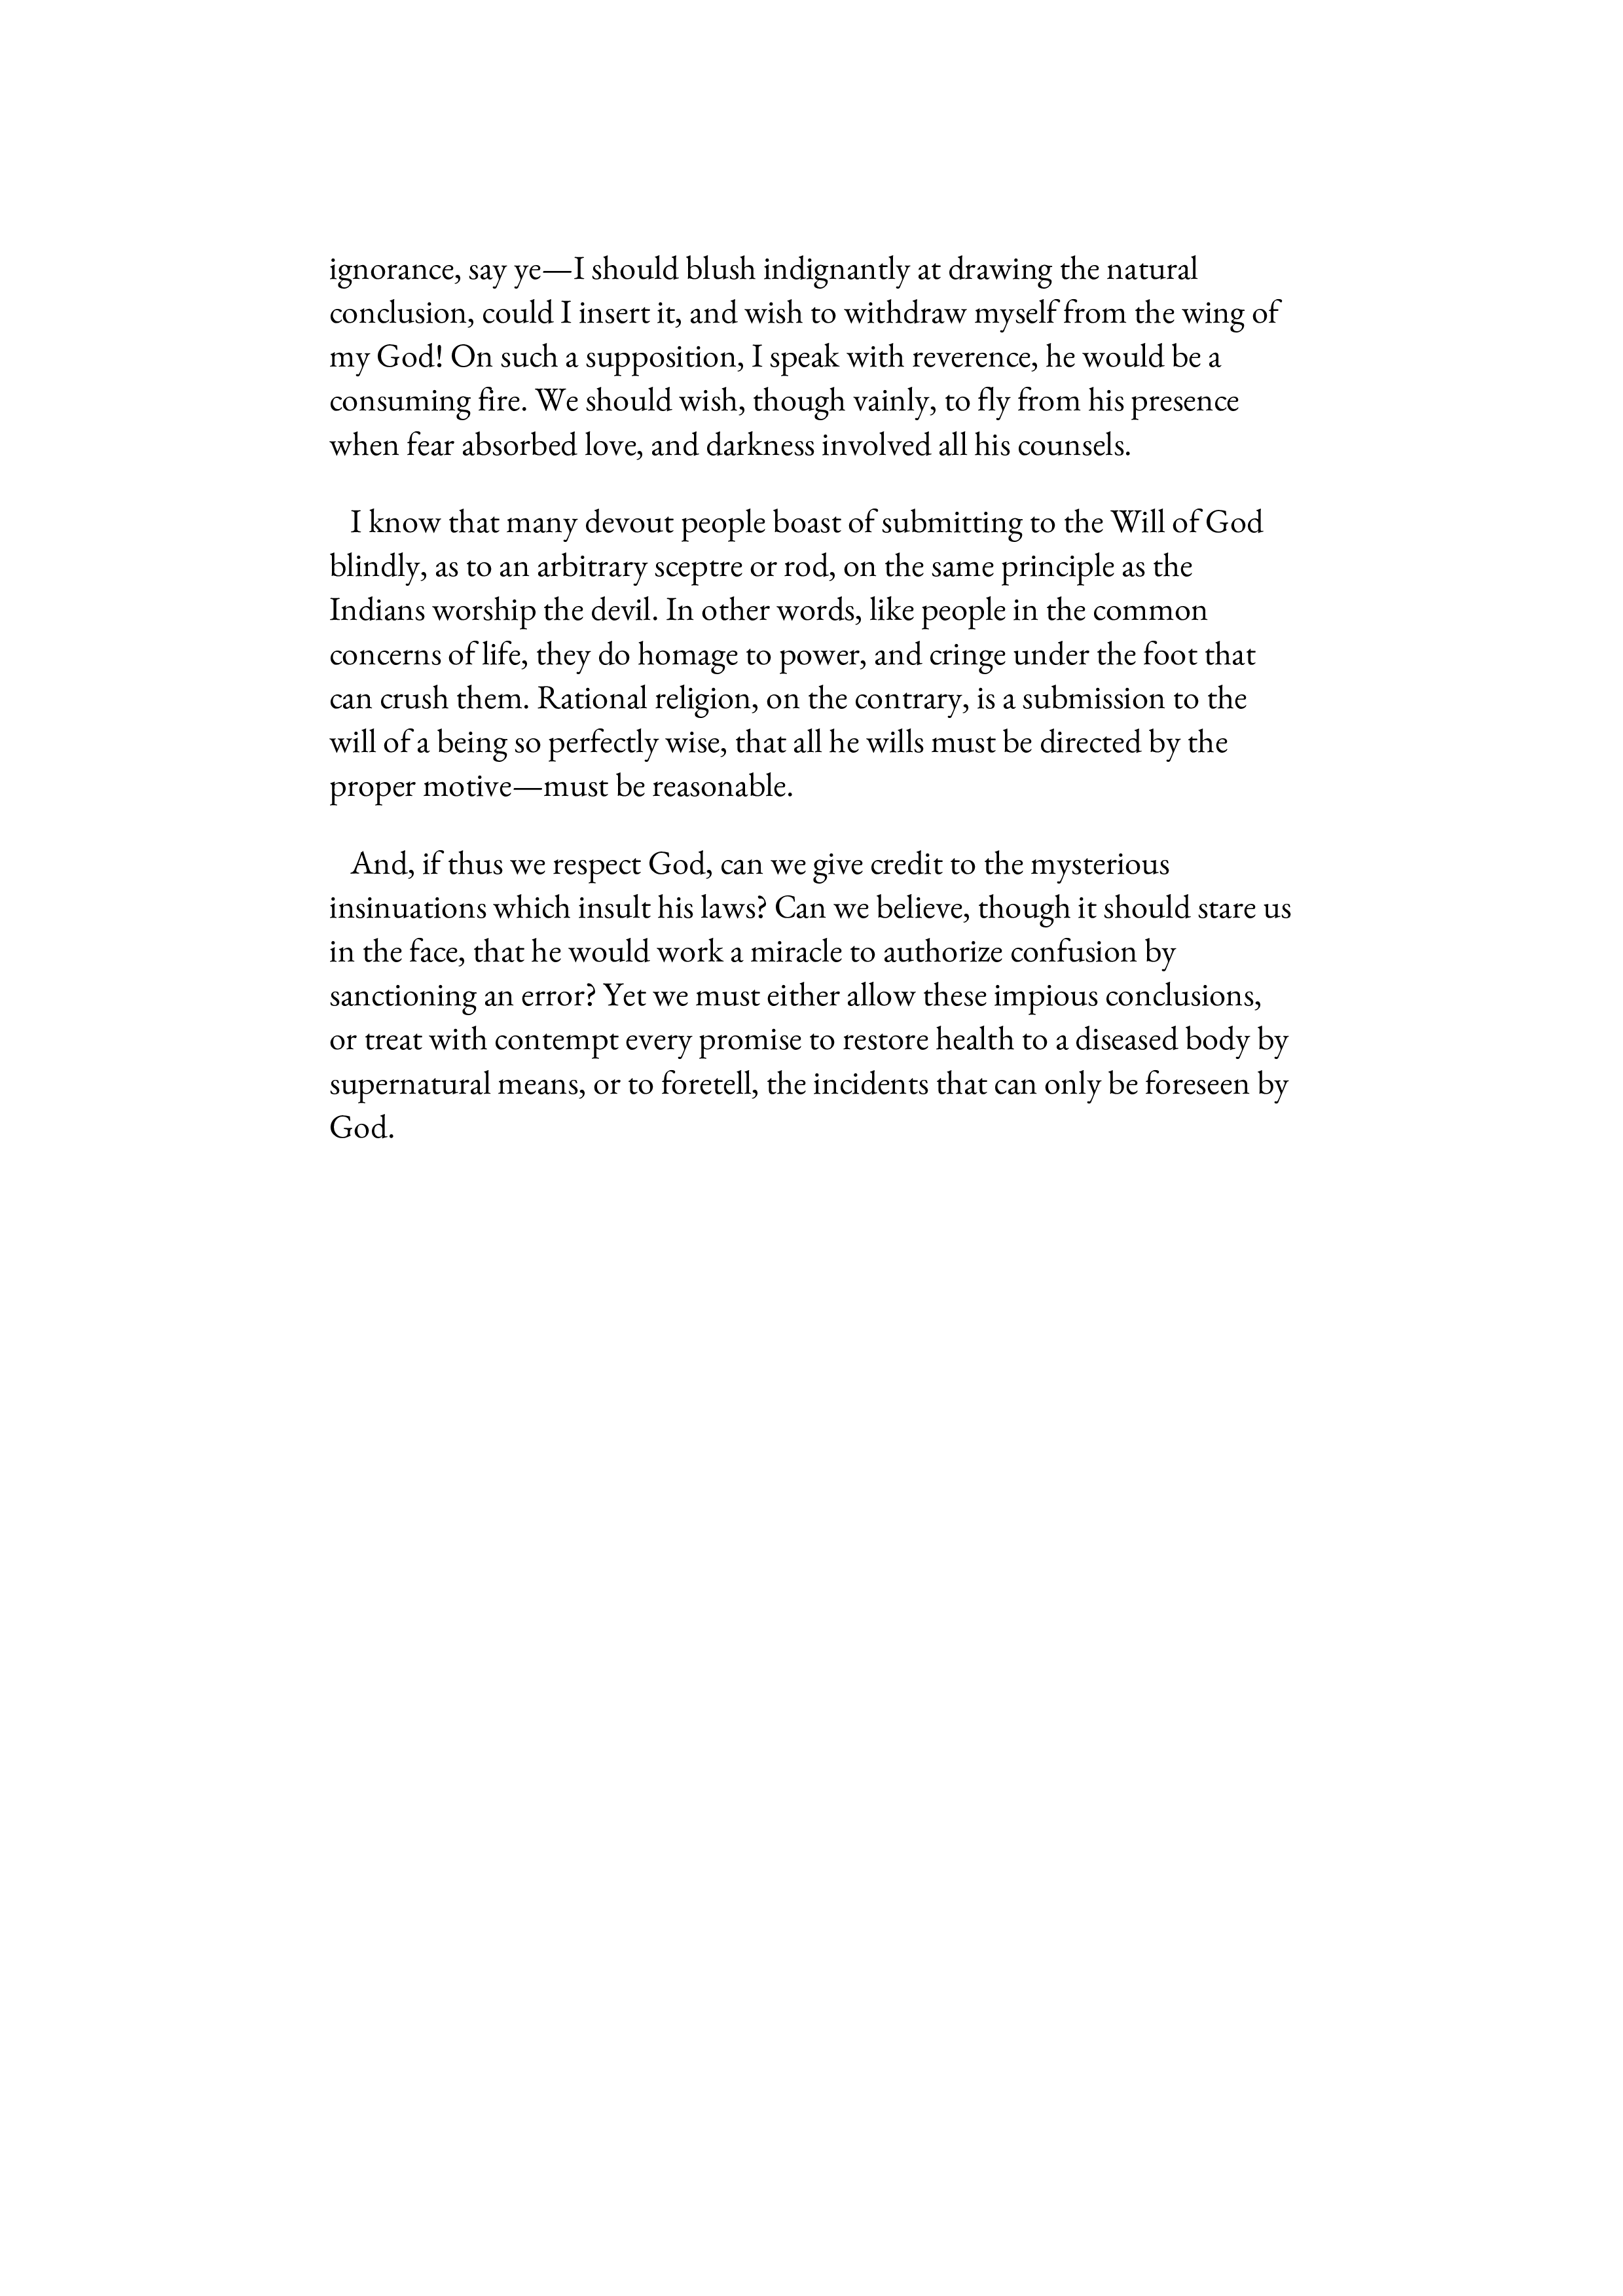 ignorance, say ye—I should blush indignantly at drawing the natural
conclusion, could I insert it, and wish to withdraw myself from the wing of
my God! On such a supposition, I speak with reverence, he would be a
consuming fire. We should wish, though vainly, to fly from his presence
when fear absorbed love, and darkness involved all his counsels.
I know that many devout people boast of submitting to the Will of God
blindly, as to an arbitrary sceptre or rod, on the same principle as the
Indians worship the devil. In other words, like people in the common
concerns of life, they do homage to power, and cringe under the foot that
can crush them. Rational religion, on the contrary, is a submission to the
will of a being so perfectly wise, that all he wills must be directed by the
proper motive—must be reasonable.
And, if thus we respect God, can we give credit to the mysterious
insinuations which insult his laws? Can we believe, though it should stare us
in the face, that he would work a miracle to authorize confusion by
sanctioning an error? Yet we must either allow these impious conclusions,
or treat with contempt every promise to restore health to a diseased body by
supernatural means, or to foretell, the incidents that can only be foreseen by
God.